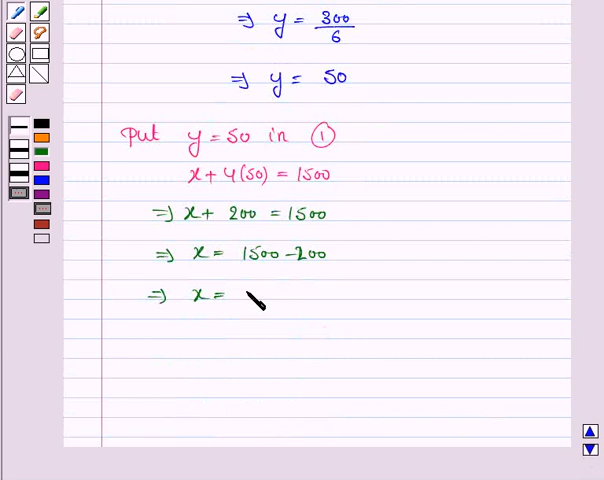 ⇒ y = 300/6
⇒ y = 50
Put y = 50 in ①
x + 4(50) = 1500
⇒ x + 200 = 1500
⇒ x = 1500 - 200
⇒ x =